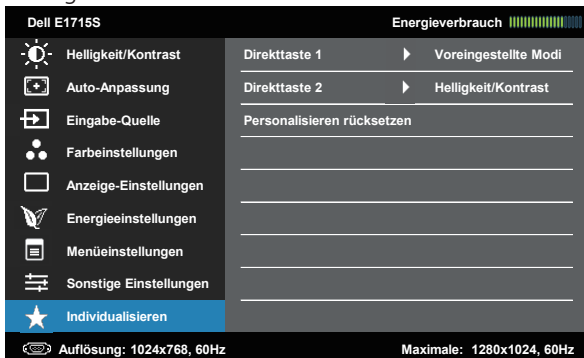 Dell E1715S Energieverbrauch
Helligkeit/Kontrast Direkttaste 1 Voreingestellte Modi
Auto-Anpassung Direkttaste 2 Helligkeit/Kontrast
Eingabe-Quelle Personalisieren rücksetzen
Farbeinstellungen
Anzeige-Einstellungen
Energieeinstellungen
Menüeinstellungen
Sonstige Einstellungen
Individualisieren
Auflösung: 1024x768, 60Hz Maximale: 1280x1024, 60Hz